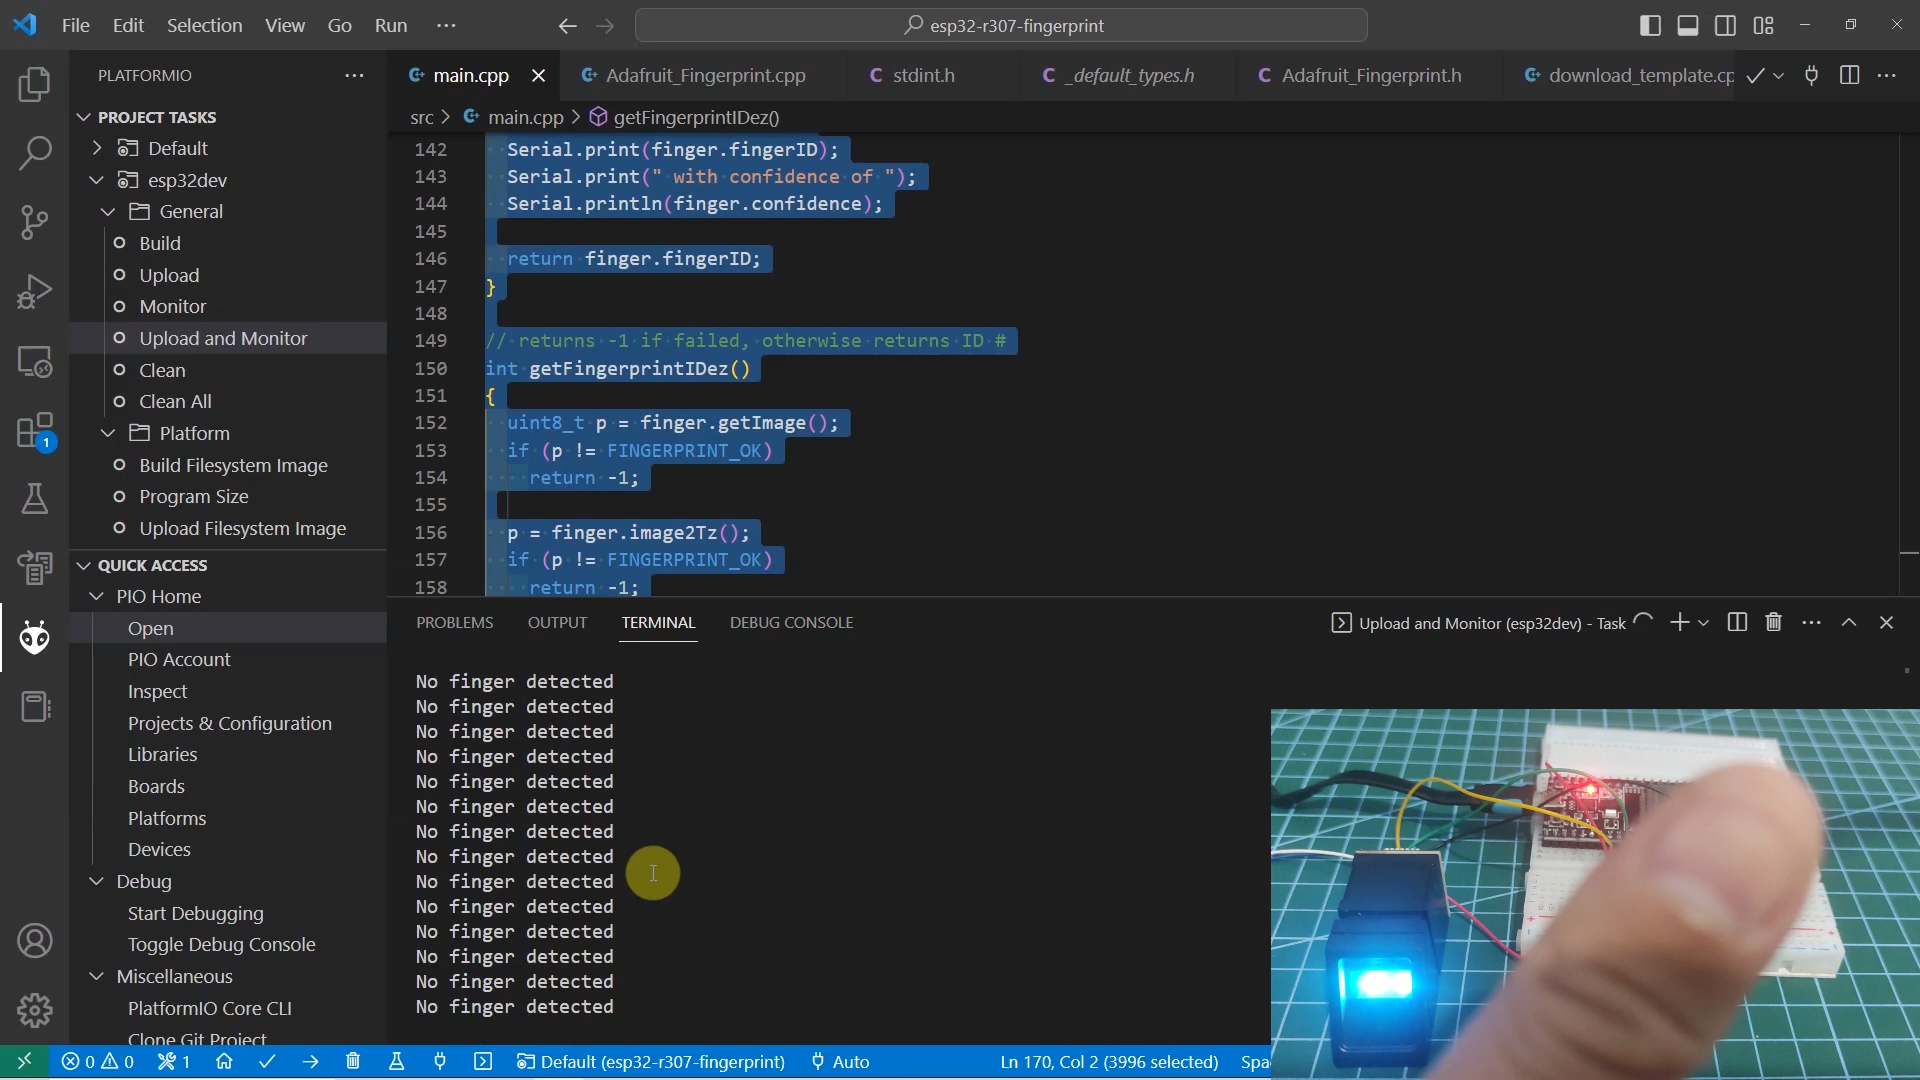 File Edit Selection View Go Run ···
esp32-r307-fingerprint
PLATFORMIO
PROJECT TASKS
Default
esp32dev
General
Build
Upload
Monitor
Upload and Monitor
Clean
Clean All
Platform
Build Filesystem Image
Program Size
Upload Filesystem Image
QUICK ACCESS
PIO Home
Open
PIO Account
Inspect
Projects & Configuration
Libraries
Boards
Platforms
Devices
Debug
Start Debugging
Toggle Debug Console
Miscellaneous
PlatformIO Core CLI
Clone Git Project
1
main.cpp Adafruit_Fingerprint.cpp stdint.h _default_types.h Adafruit_Fingerprint.h download_template.cp
src > main.cpp > getFingerprintIDez()
142 Serial.print(finger.fingerID);
143 Serial.print(" with confidence of ");
144 Serial.println(finger.confidence);
145
146 return finger.fingerID;
147 }
148
149 // returns -1 if failed, otherwise returns ID #
150 int getFingerprintIDez()
151 {
152 uint8_t p = finger.getImage();
153 if (p != FINGERPRINT_OK)
154 return -1;
155
156 p = finger.image2Tz();
157 if (p != FINGERPRINT_OK)
158 return -1;
PROBLEMS OUTPUT TERMINAL DEBUG CONSOLE
Upload and Monitor (esp32dev) - Task
No finger detected
No finger detected
No finger detected
No finger detected
No finger detected
No finger detected
No finger detected
No finger detected
No finger detected
No finger detected
No finger detected
No finger detected
No finger detected
No finger detected
0 0 1 Default (esp32-r307-fingerprint) Auto Ln 170, Col 2 (3996 selected) Spa